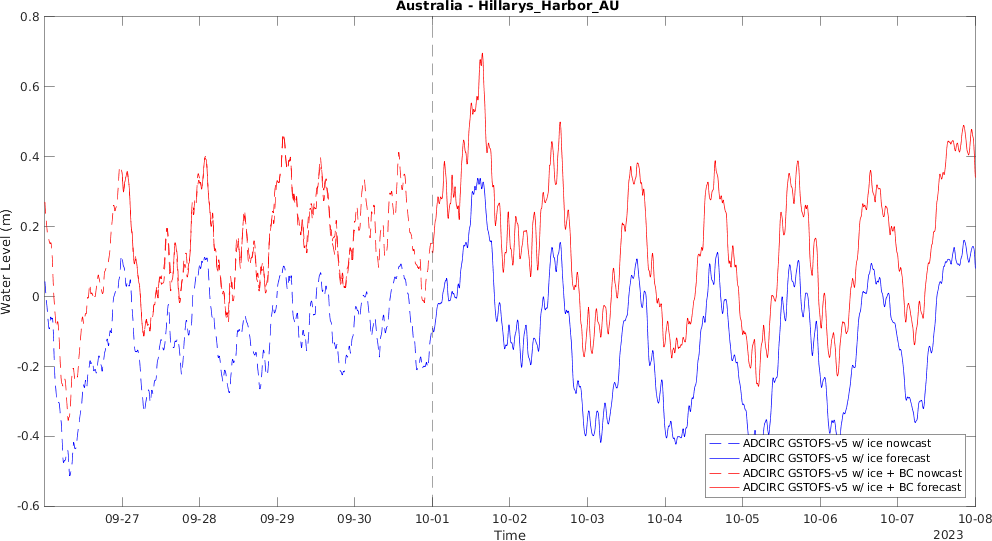 Australia - Hillarys_Harbor_AU
Water Level (m)
0.8
0.6
0.4
0.2
0
-0.2
-0.4
-0.6
ADCIRC GSTOFS-v5 w/ ice nowcast
ADCIRC GSTOFS-v5 w/ ice forecast
ADCIRC GSTOFS-v5 w/ ice + BC nowcast
ADCIRC GSTOFS-v5 w/ ice + BC forecast
09-27 09-28 09-29 09-30 10-01 10-02 10-03 10-04 10-05 10-06 10-07 10-08
Time
2023